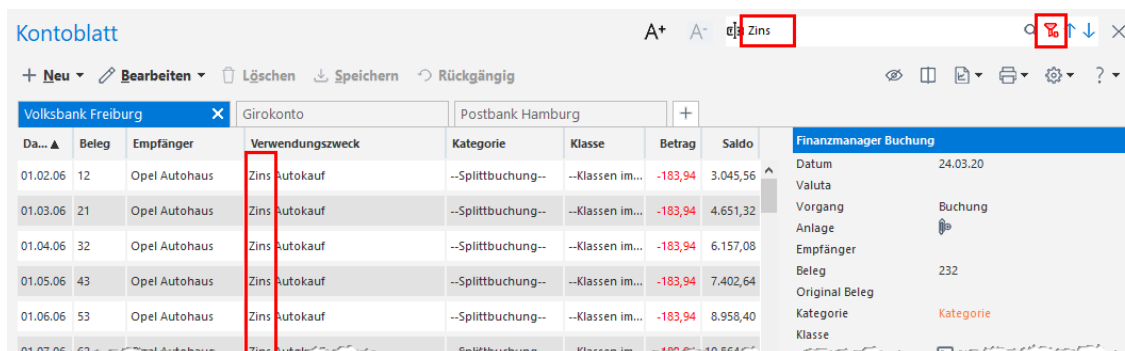 Kontoblatt A+ A- Zins
Neu Bearbeiten Löschen Speichern Rückgängig ?
Volksbank Freiburg Girokonto Postbank Hamburg
Da... Beleg Empfänger Verwendungszweck Kategorie Klasse Betrag Saldo
01.02.06 12 Opel Autohaus Zins Autokauf --Splittbuchung-- --Klassen im... -183,94 3.045,56
01.03.06 21 Opel Autohaus Zins Autokauf --Splittbuchung-- --Klassen im... -183,94 4.651,32
01.04.06 32 Opel Autohaus Zins Autokauf --Splittbuchung-- --Klassen im... -183,94 6.157,08
01.05.06 43 Opel Autohaus Zins Autokauf --Splittbuchung-- --Klassen im... -183,94 7.402,64
01.06.06 53 Opel Autohaus Zins Autokauf --Splittbuchung-- --Klassen im... -183,94 8.958,40
Finanzmanager Buchung
Datum 24.03.20
Valuta
Vorgang Buchung
Anlage
Empfänger
Beleg 232
Original Beleg
Kategorie Kategorie
Klasse